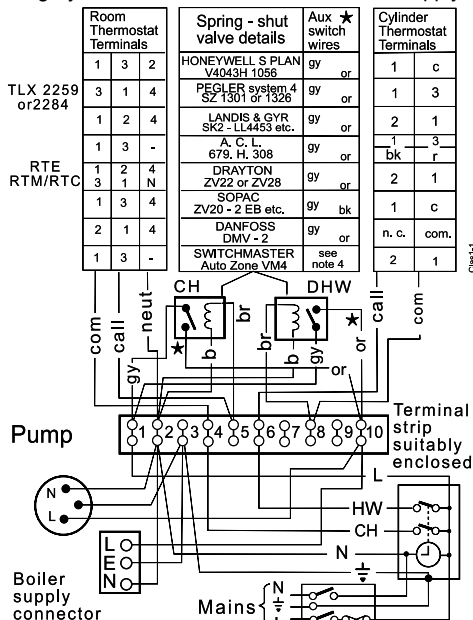 Room Thermostat Terminals
Spring - shut valve details
Aux ★ switch wires
Cylinder Thermostat Terminals
1 3 2 HONEYWELL S PLAN V4043H 1056 gy or 1 c
TLX 2259 or2284
3 1 4 PEGLER system 4 SZ 1301 or 1326 gy or 1 3
1 2 4 LANDIS & GYR SK2 - LL4453 etc. gy or 2 1
1 3 - A. C. L. 679. H. 308 gy or 1 3 bk r
RTE RTM/RTC
1 2 4 3 1 N DRAYTON ZV22 or ZV28 gy or 2 1
1 3 4 SOPAC ZV20 - 2 EB etc. gy bk 1 c
2 1 4 DANFOSS DMV - 2 gy or n. c. com.
1 3 - SWITCHMASTER Auto Zone VM4 see note 4 2 1
com call neut
CH
DHW
call com
gy ★ b br
br b gy or ★ or
Pump
1 2 3 4 5 6 7 8 9 10
Terminal strip suitably enclosed
N
L
L
HW
CH
N
L
E
N
Boiler supply connector
Mains
N